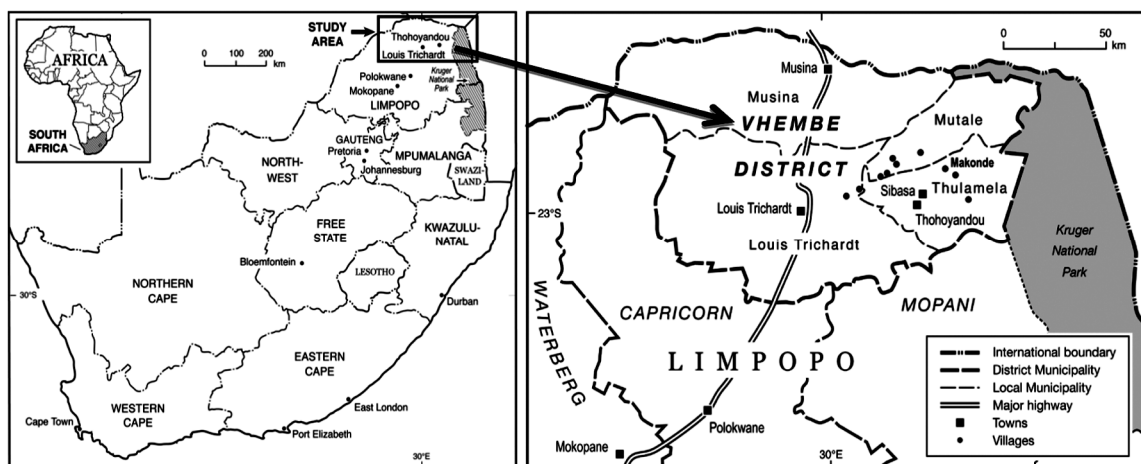 AFRICA
SOUTH
AFRICA
STUDY
AREA
Thohoyandou
Louis Trichardt
0 100 200
km
Polokwane
Mokopane
Kruger
National
Park
LIMPOPO
GAUTENG
Pretoria
Johannesburg
MPUMALANGA
NORTH-
WEST
SWAZI-
LAND
FREE
STATE
KWAZULU-
NATAL
Bloemfontein
LESOTHO
NORTHERN
CAPE
30°S
Durban
EASTERN
CAPE
WESTERN
CAPE
East London
Cape Town
Port Elizabeth
30°E
0 50
km
Musina
Musina
VHEMBE
DISTRICT
Mutale
Makonde
Sibasa
Thulamela
Thohoyandou
Louis Trichardt
23°S
Louis Trichardt
Kruger
National
Park
WATERBERG
CAPRICORN
MOPANI
LIMPOPO
Polokwane
Mokopane
30°E
International boundary
District Municipality
Local Municipality
Major highway
Towns
Villages